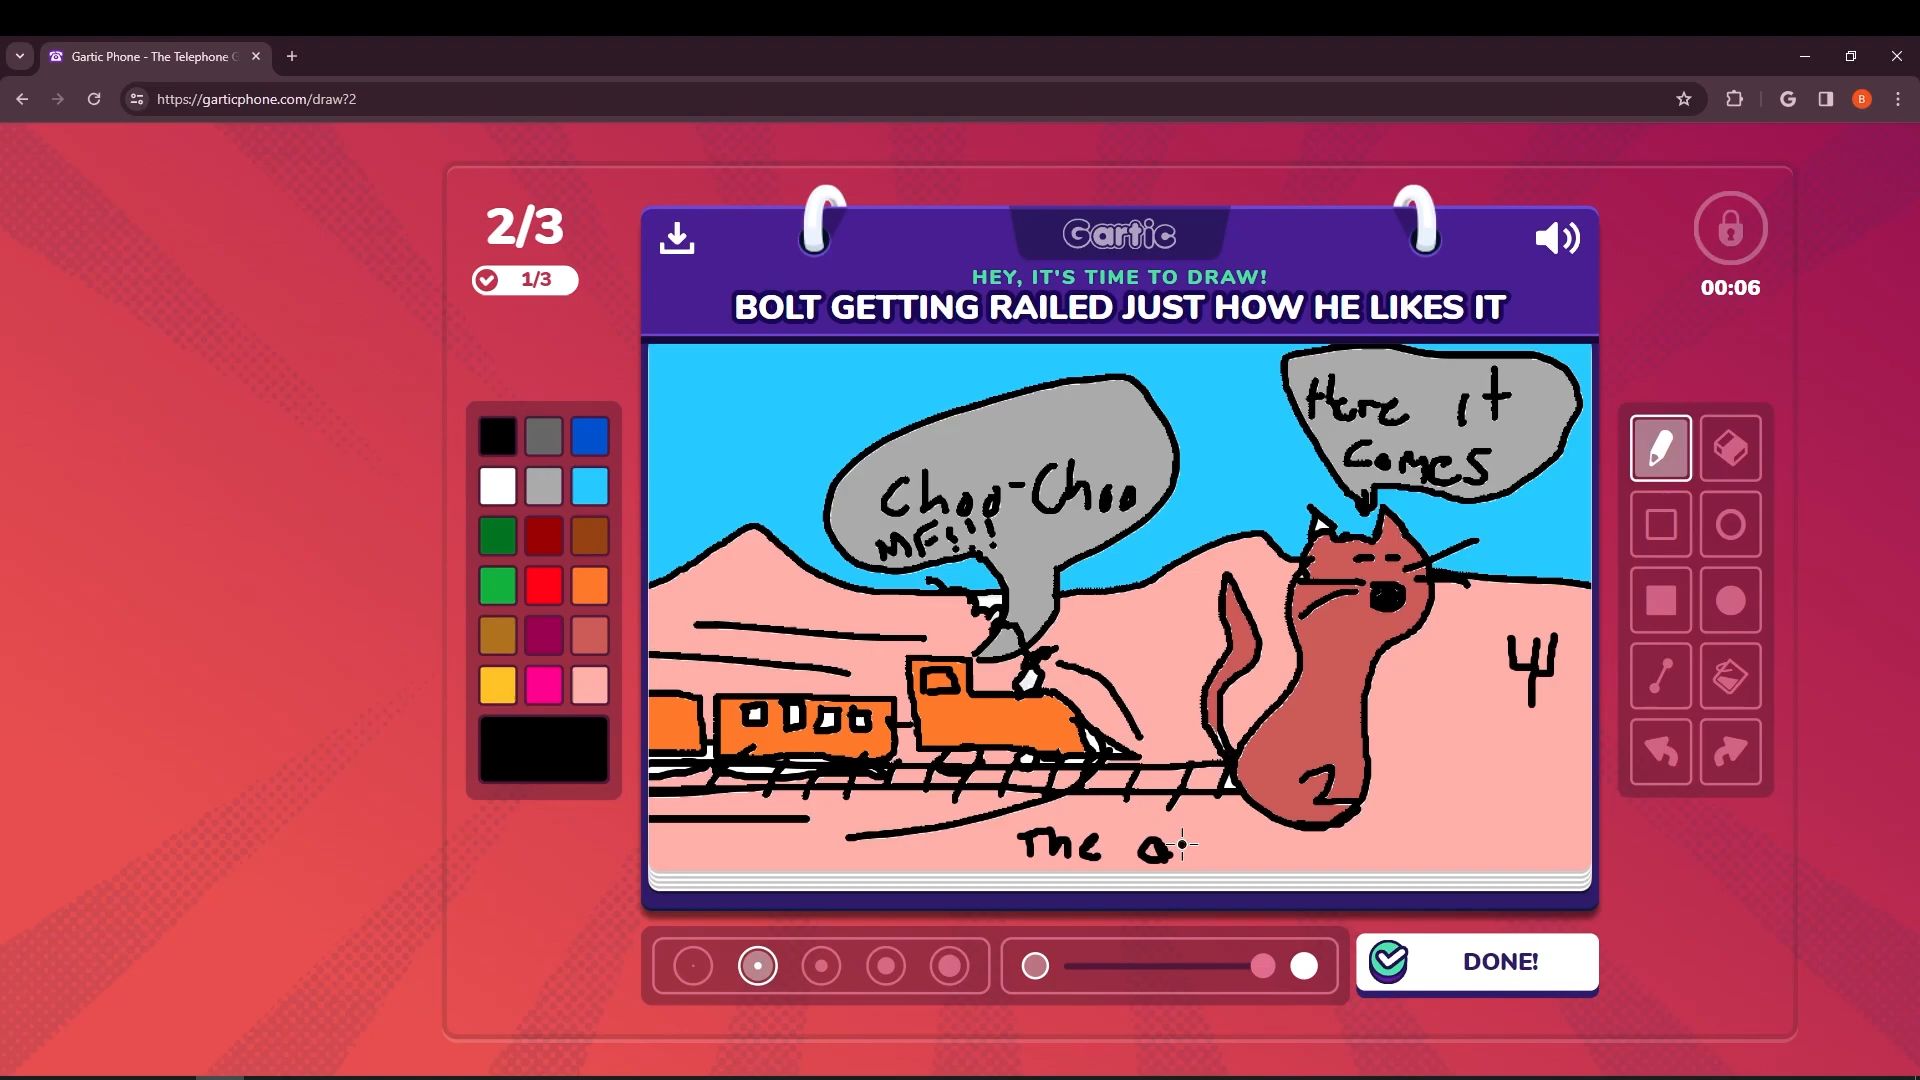 Gartic Phone - The Telephone G
https://garticphone.com/draw?2
2/3
1/3
Gartic
HEY, IT'S TIME TO DRAW!
BOLT GETTING RAILED JUST HOW HE LIKES IT
00:06
G
B
Here it
Comes
Choo-Choo
MF!!!
The a
DONE!